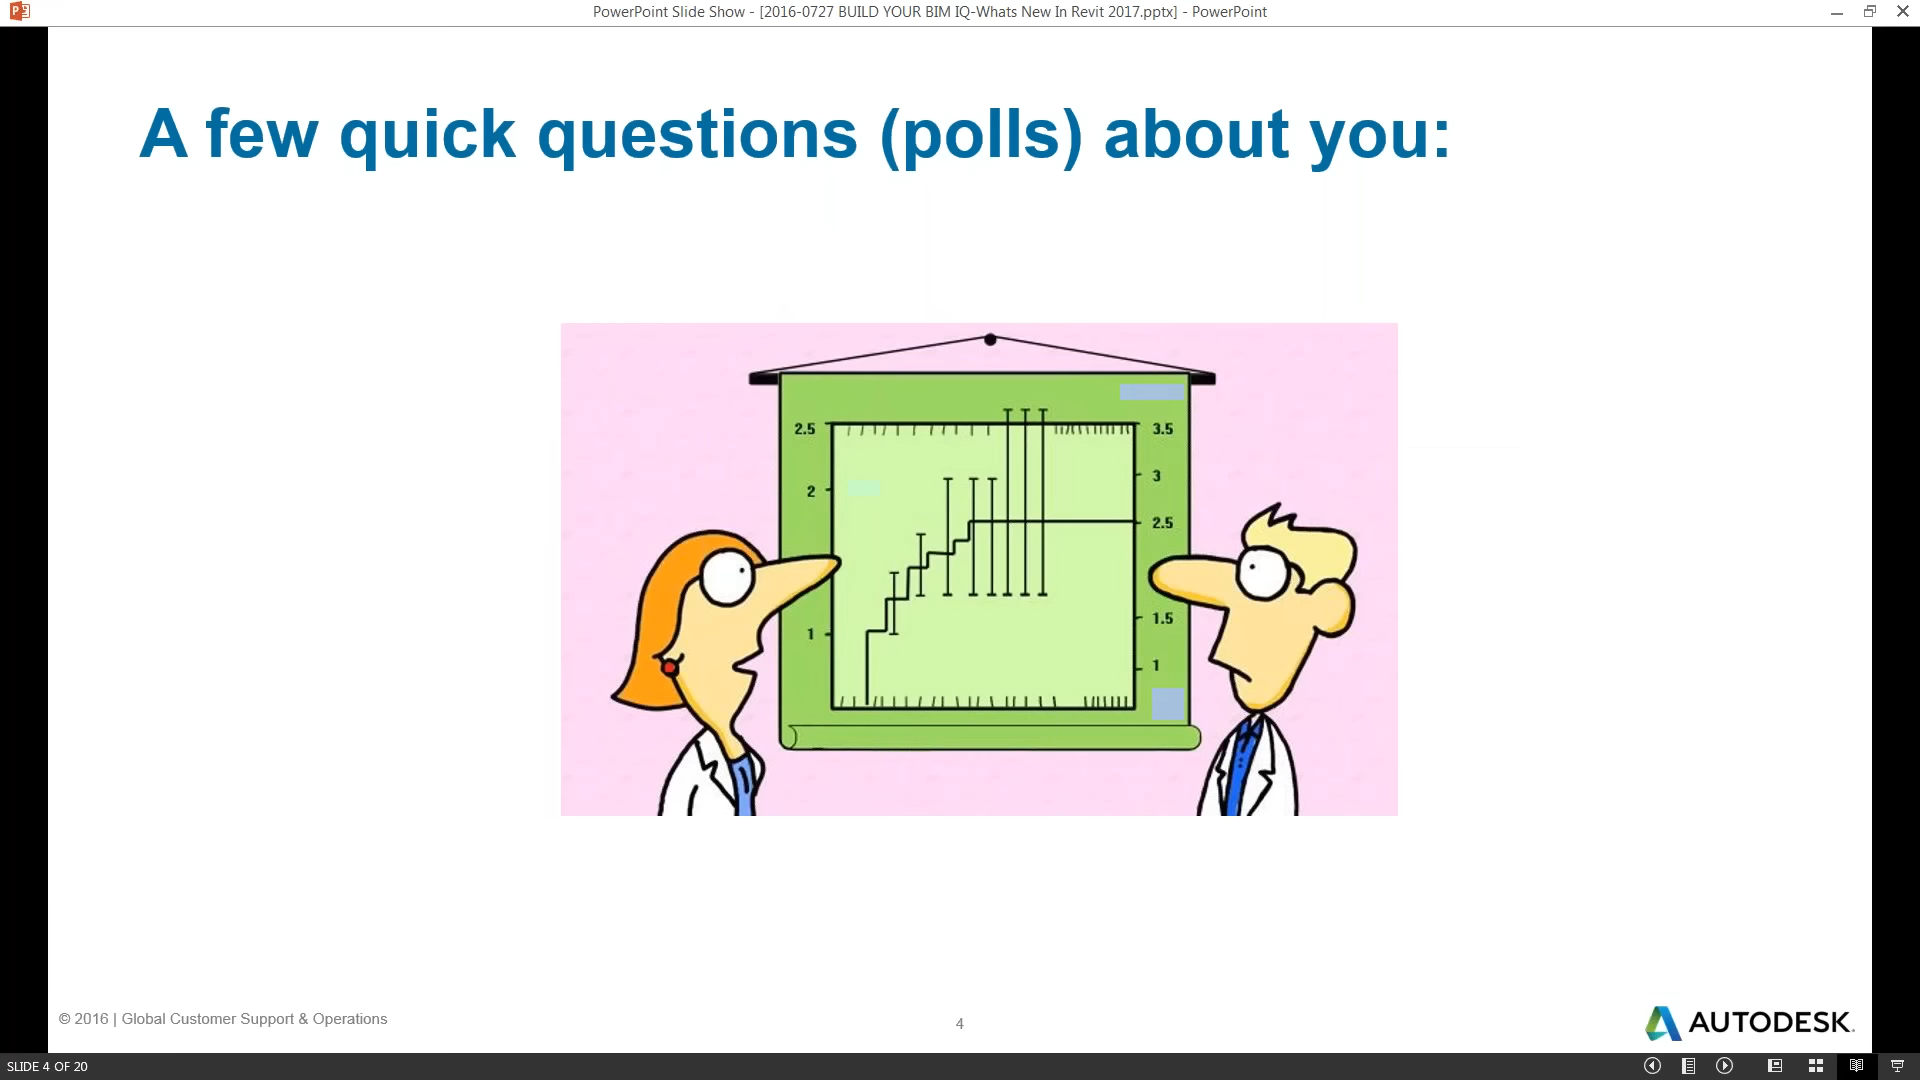 PowerPoint Slide Show - [2016-0727 BUILD YOUR BIM IQ-Whats New In Revit 2017.pptx] - PowerPoint
A few quick questions (polls) about you:
2.5
3.5
3
2
2.5
1.5
1
1
© 2016 | Global Customer Support & Operations
4
AUTODESK.
SLIDE 4 OF 20